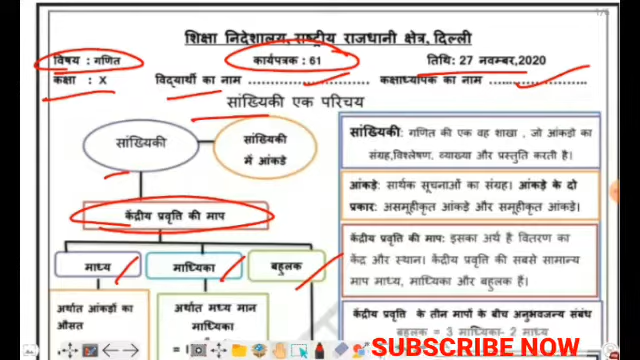 1/6
शिक्षा निदेशालय, राष्ट्रीय राजधानी क्षेत्र, दिल्ली
विषय : गणित
कार्यपत्रक : 61
तिथि: 27 नवम्बर,2020
कक्षा : X
विद्यार्थी का नाम ..............................
कक्षाध्यापक का नाम ........................
सांख्यिकी एक परिचय
सांख्यिकी
सांख्यिकी
में आंकडे
केंद्रीय प्रवृत्ति की माप
माध्य
माध्यिका
बहुलक
अर्थात आंकड़ों का
औसत
अर्थात मध्य मान
माध्यिका
सांख्यिकी: गणित की एक वह शाखा , जो आंकड़ों का
संग्रह,विश्लेषण, व्याख्या और प्रस्तुति करती है।
आंकड़े: सार्थक सूचनाओं का संग्रह। आंकड़े के दो
प्रकार: असमूहीकृत आंकड़े और समूहीकृत आंकड़े।
केंद्रीय प्रवृत्ति की माप: इसका अर्थ है वितरण का
केंद्र और स्थान। केंद्रीय प्रवृत्ति की सबसे सामान्य
माप माध्य, माध्यिका और बहुलक हैं।
केंद्रीय प्रवृत्ति के तीन मापों के बीच अनुभवजन्य संबंध
बहुलक = 3 माध्यिका- 2 माध्य
SUBSCRIBE NOW